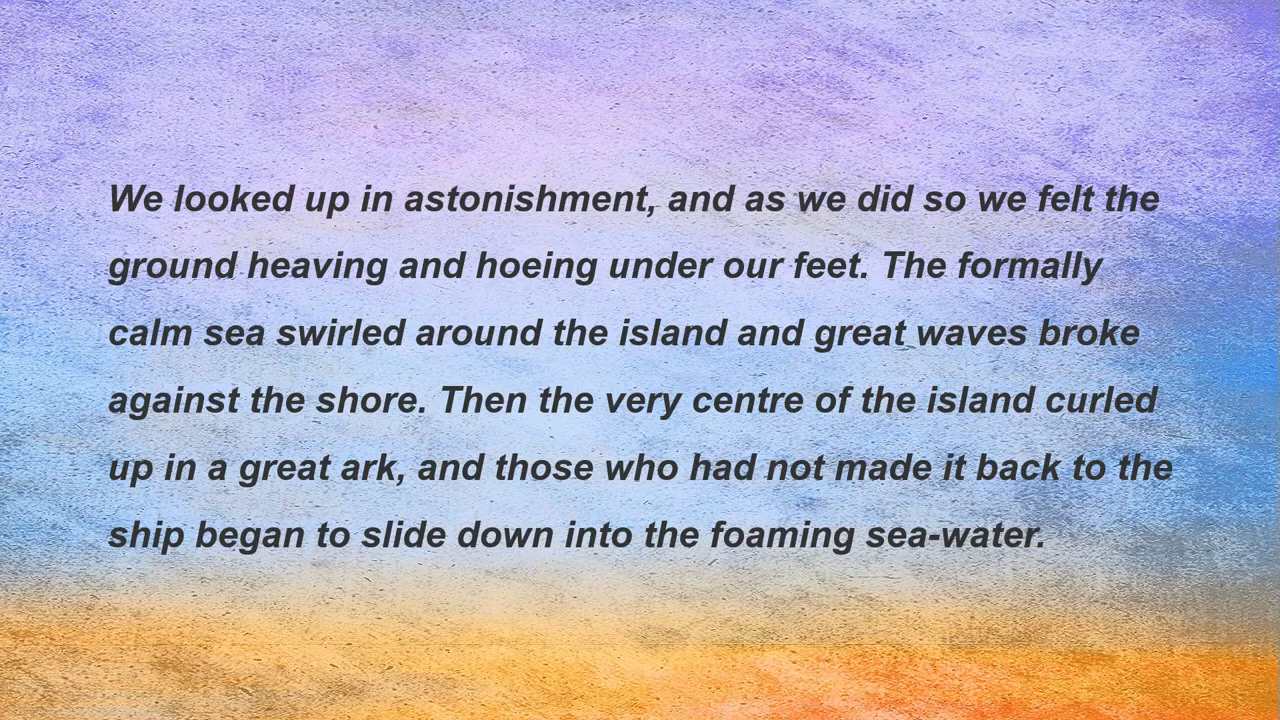 We looked up in astonishment, and as we did so we felt the
ground heaving and hoeing under our feet. The formally
calm sea swirled around the island and great waves broke
against the shore. Then the very centre of the island curled
up in a great ark, and those who had not made it back to the
ship began to slide down into the foaming sea-water.